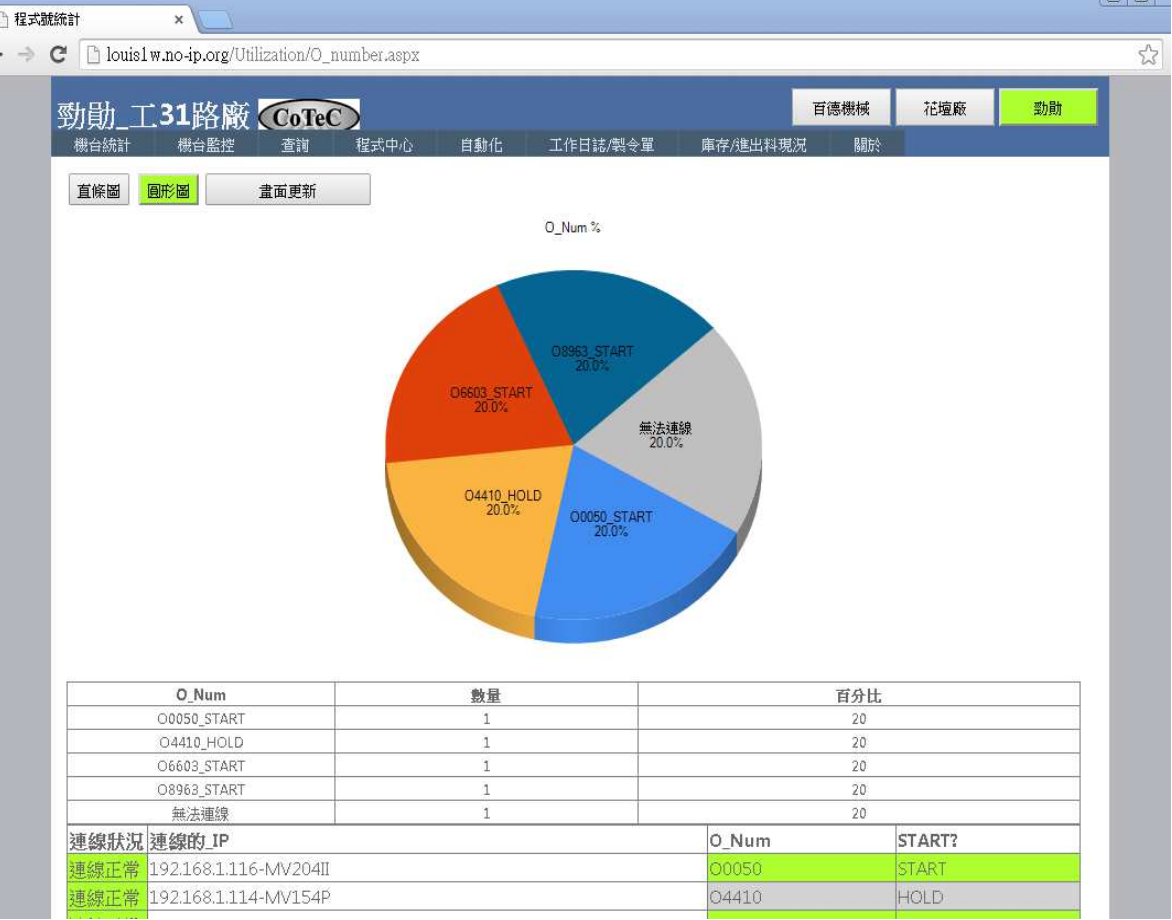 程式號統計 ×
louis1w.no-ip.org/Utilization/O_number.aspx
勁勛_工31路廠 CoTeC 百德機械 花壇廠 勁勛
機台統計 機台監控 查詢 程式中心 自動化 工作日誌/製令單 庫存/進出料現況 關於
直條圖 圓形圖 畫面更新
O_Num %
O8963_START
20.0%
O6603_START
20.0%
無法連線
20.0%
O4410_HOLD
20.0%
O0050_START
20.0%
O_Num 數量 百分比
O0050_START 1 20
O4410_HOLD 1 20
O6603_START 1 20
O8963_START 1 20
無法連線 1 20
連線狀況 連線的_IP O_Num START?
連線正常 192.168.1.116-MV204II O0050 START
連線正常 192.168.1.114-MV154P O4410 HOLD